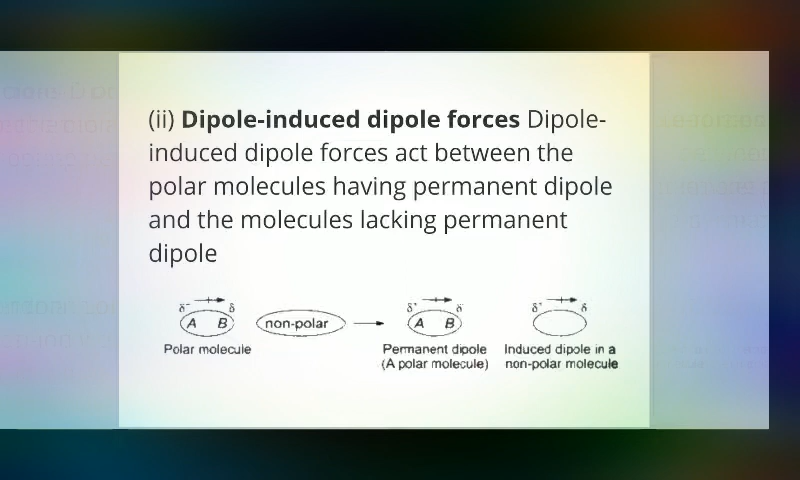 (ii) Dipole-induced dipole forces Dipole-
induced dipole forces act between the
polar molecules having permanent dipole
and the molecules lacking permanent
dipole
δ⁻ δ δ⁺ δ δ⁺ δ
A B non-polar → A B
Polar molecule Permanent dipole Induced dipole in a
(A polar molecule) non-polar molecule